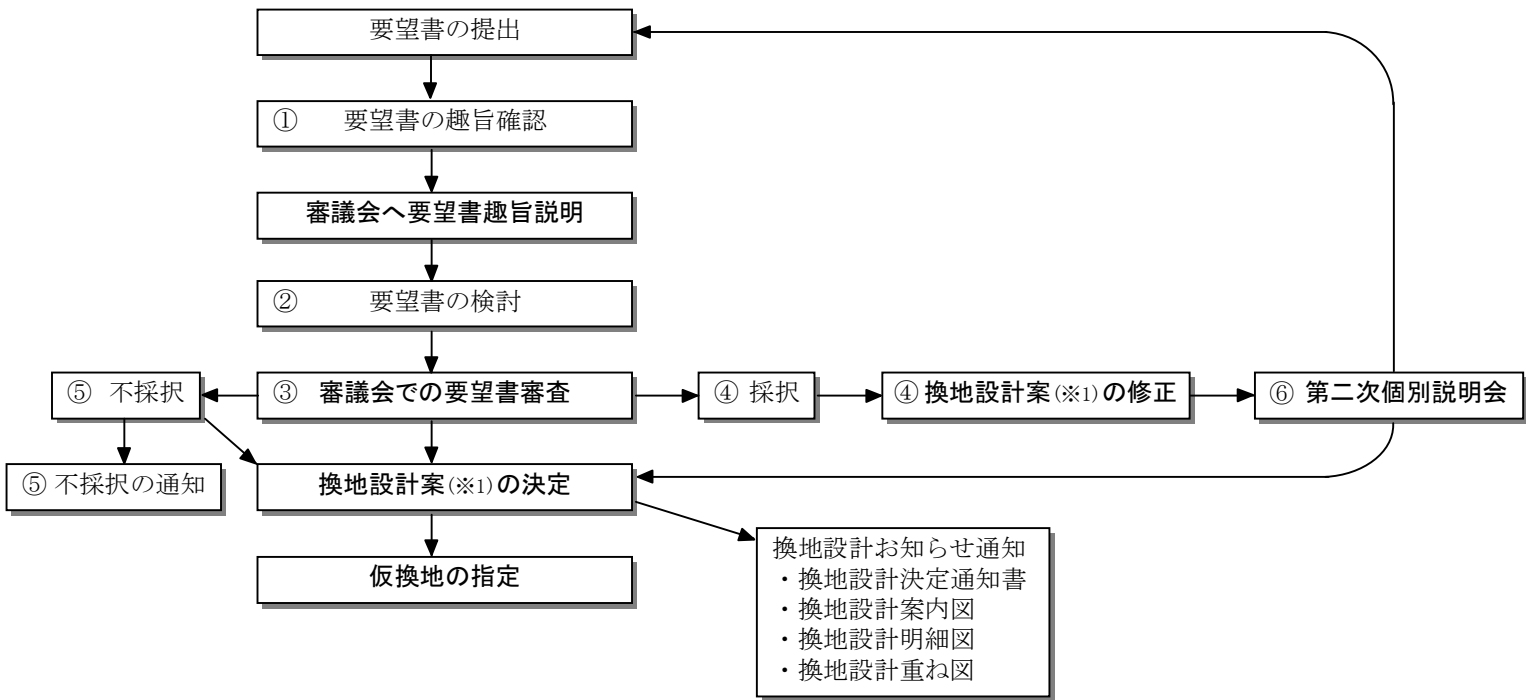 要望書の提出
① 要望書の趣旨確認
審議会へ要望書趣旨説明
② 要望書の検討
⑤ 不採択
③ 審議会での要望書審査
④ 採択
④ 換地設計案(※1)の修正
⑥ 第二次個別説明会
⑤ 不採択の通知
換地設計案(※1)の決定
仮換地の指定
換地設計お知らせ通知
・換地設計決定通知書
・換地設計案内図
・換地設計明細図
・換地設計重ね図